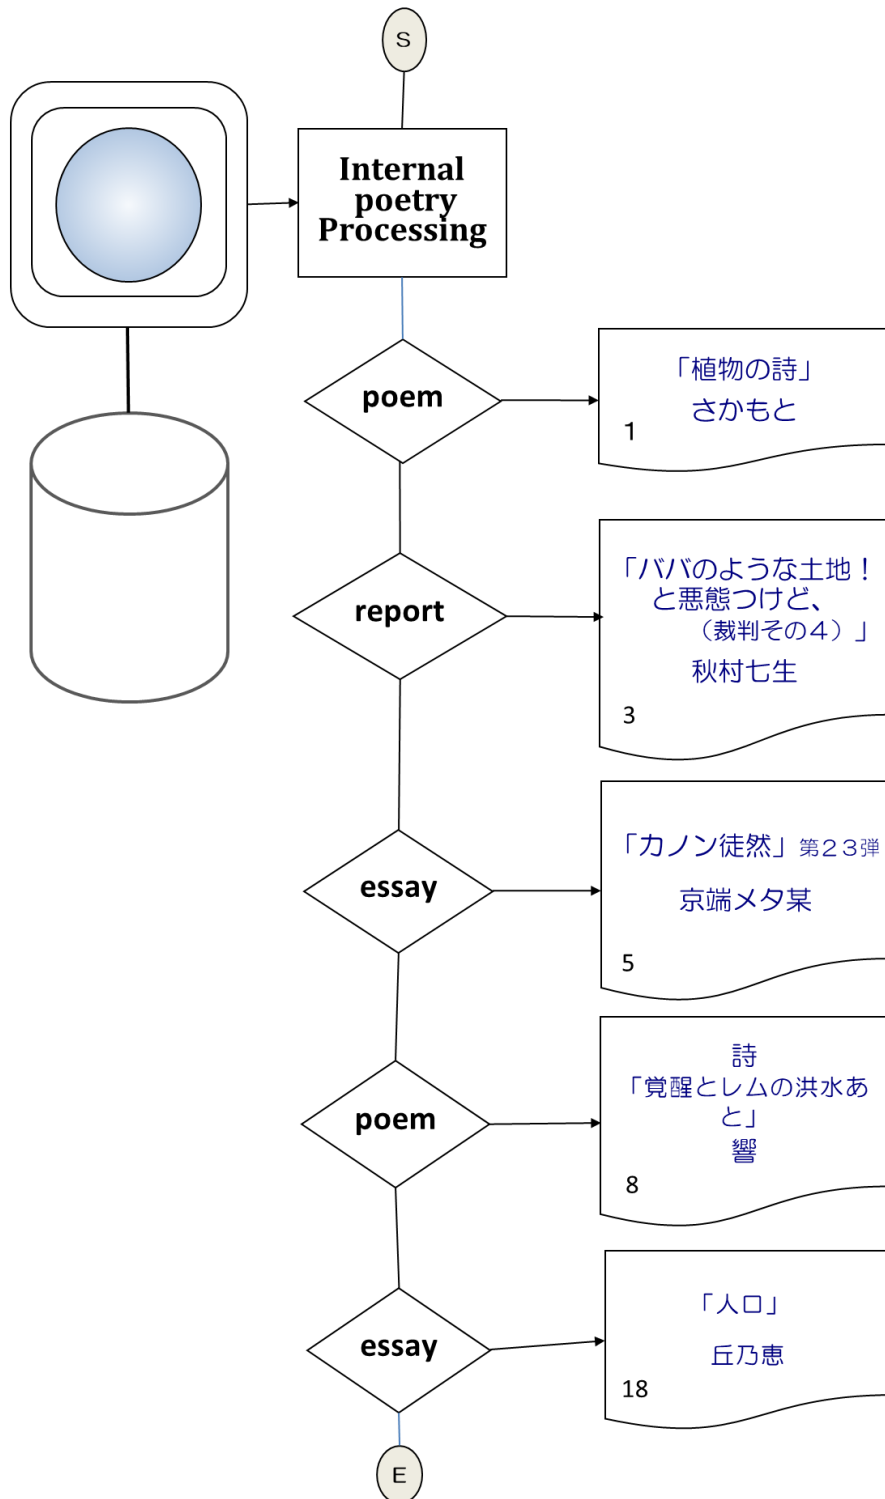 S
Internal
poetry
Processing
poem
「植物の詩」
さかもと
1
report
「ババのような土地！
と悪態つけど、
（裁判その４）」
秋村七生
3
essay
「カノン徒然」第２３弾
京端メタ某
5
poem
詩
「覚醒とレムの洪水あ
と」
響
8
essay
「人口」
丘乃恵
18
E